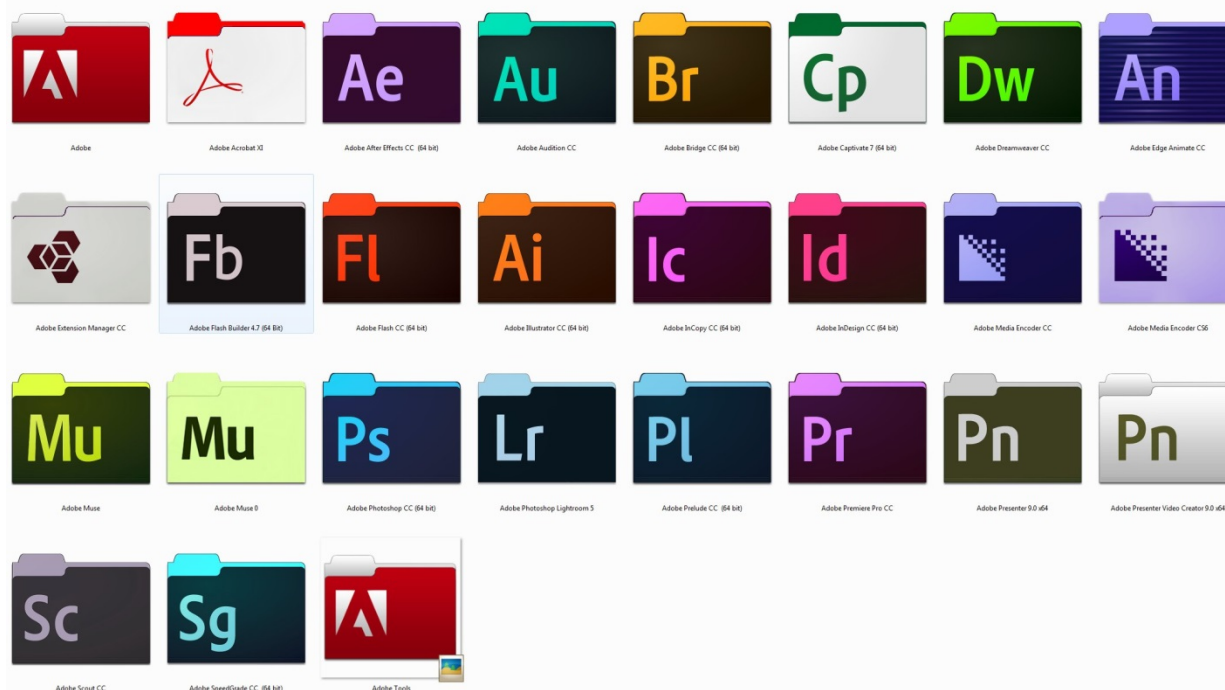 Adobe
Adobe Acrobat XI
Ae
Adobe After Effects CC (64 bit)
Au
Adobe Audition CC
Br
Adobe Bridge CC (64 bit)
Cp
Adobe Captivate 7 (64 bit)
Dw
Adobe Dreamweaver CC
An
Adobe Edge Animate CC
Adobe Extension Manager CC
Fb
Adobe Flash Builder 4.7 (64 Bit)
Fl
Adobe Flash CC (64 bit)
Ai
Adobe Illustrator CC (64 bit)
Ic
Adobe InCopy CC (64 bit)
Id
Adobe InDesign CC (64 bit)
Adobe Media Encoder CC
Adobe Media Encoder CS6
Mu
Adobe Muse
Mu
Adobe Muse 0
Ps
Adobe Photoshop CC (64 bit)
Lr
Adobe Photoshop Lightroom 5
Pl
Adobe Prelude CC (64 bit)
Pr
Adobe Premiere Pro CC
Pn
Adobe Presenter 9.0 x64
Pn
Adobe Presenter Video Creator 9.0 x64
Sc
Adobe Scout CC
Sg
Adobe SpeedGrade CC (64 bit)
Adobe Tools